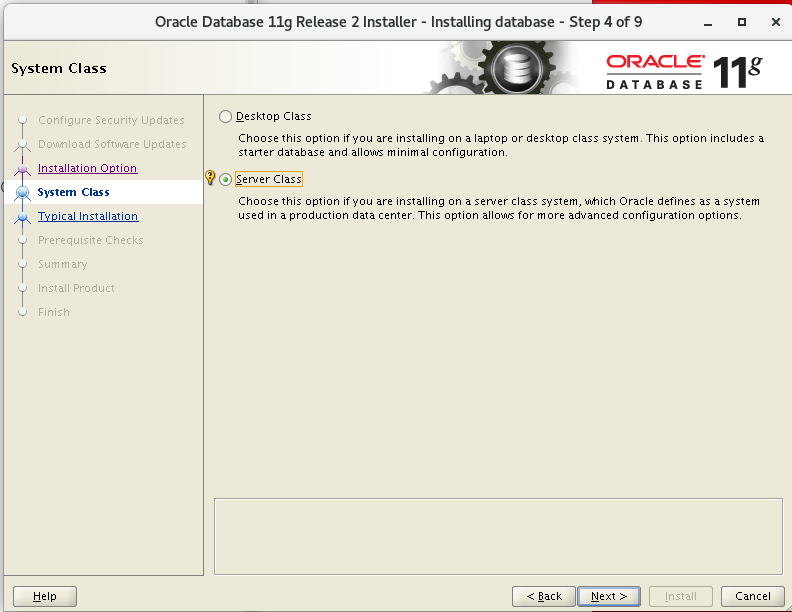 Oracle Database 11g Release 2 Installer - Installing database - Step 4 of 9
System Class
ORACLE
DATABASE
11g
Configure Security Updates
Download Software Updates
Installation Option
System Class
Typical Installation
Prerequisite Checks
Summary
Install Product
Finish
Desktop Class
Choose this option if you are installing on a laptop or desktop class system. This option includes a
starter database and allows minimal configuration.
Server Class
Choose this option if you are installing on a server class system, which Oracle defines as a system
used in a production data center. This option allows for more advanced configuration options.
Help
< Back
Next >
Install
Cancel